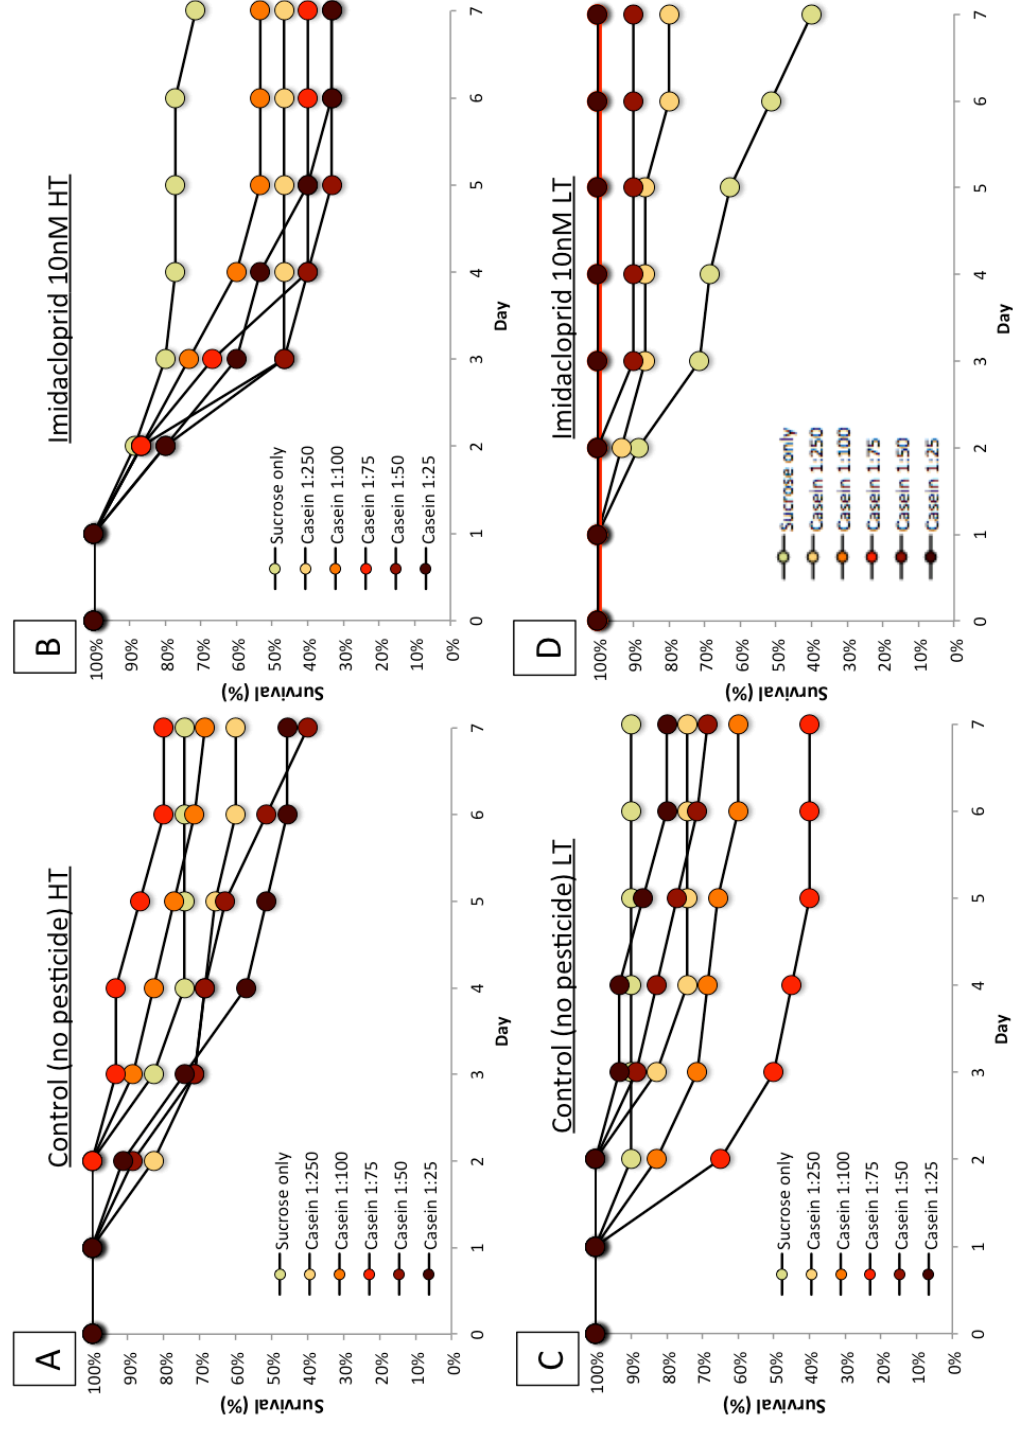 A
Control (no pesticide) HT
100%
90%
80%
70%
60%
50%
40%
30%
20%
10%
0%
Survival (%)
0 1 2 3 4 5 6 7
Day
Sucrose only
Casein 1:250
Casein 1:100
Casein 1:75
Casein 1:50
Casein 1:25
B
Imidacloprid 10nM HT
100%
90%
80%
70%
60%
50%
40%
30%
20%
10%
0%
Survival (%)
0 1 2 3 4 5 6 7
Day
Sucrose only
Casein 1:250
Casein 1:100
Casein 1:75
Casein 1:50
Casein 1:25
C
Control (no pesticide) LT
100%
90%
80%
70%
60%
50%
40%
30%
20%
10%
0%
Survival (%)
0 1 2 3 4 5 6 7
Day
Sucrose only
Casein 1:250
Casein 1:100
Casein 1:75
Casein 1:50
Casein 1:25
D
Imidacloprid 10nM LT
100%
90%
80%
70%
60%
50%
40%
30%
20%
10%
0%
Survival (%)
0 1 2 3 4 5 6 7
Day
Sucrose only
Casein 1:250
Casein 1:100
Casein 1:75
Casein 1:50
Casein 1:25